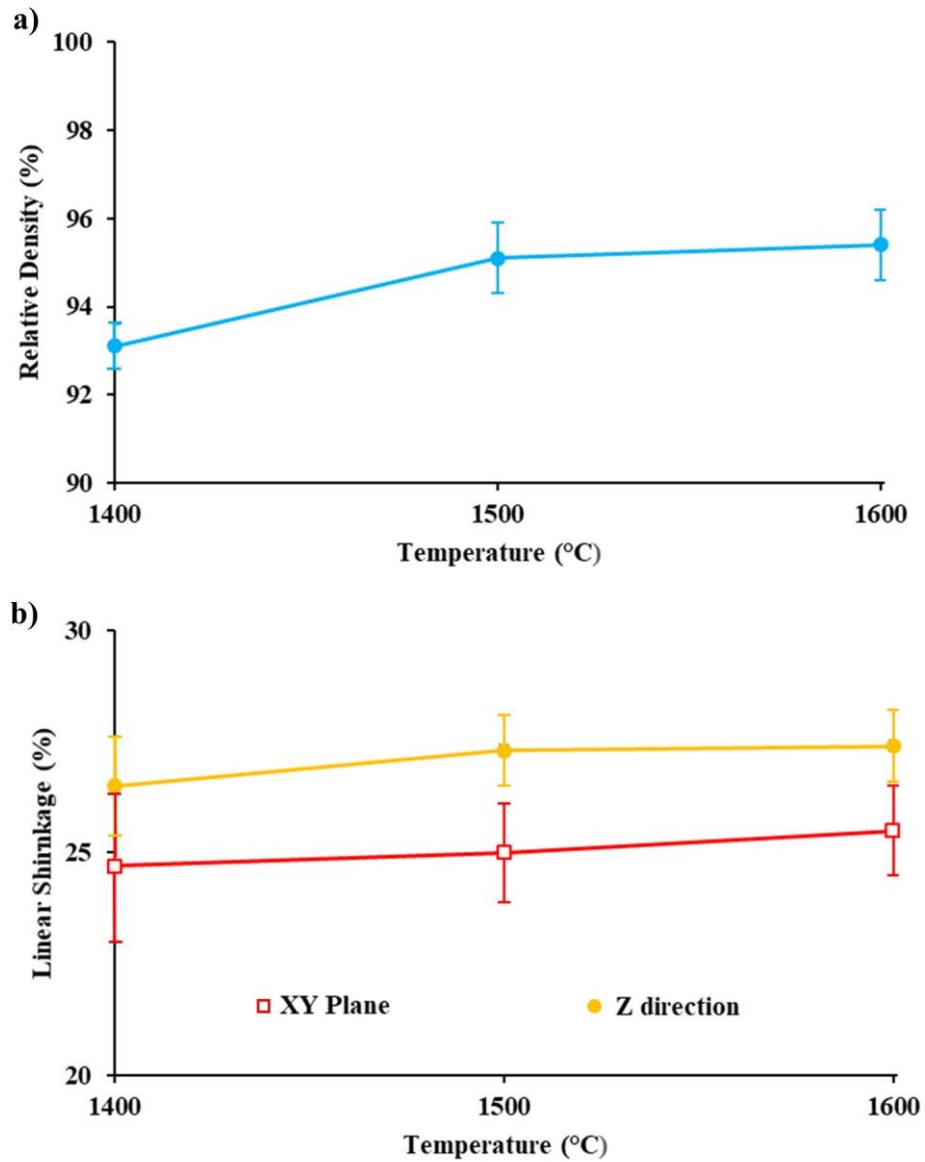 a)
100
98
96
94
92
90
Relative Density (%)
1400
1500
1600
Temperature (°C)
b)
30
25
20
Linear Shirnkage (%)
XY Plane
Z direction
1400
1500
1600
Temperature (°C)